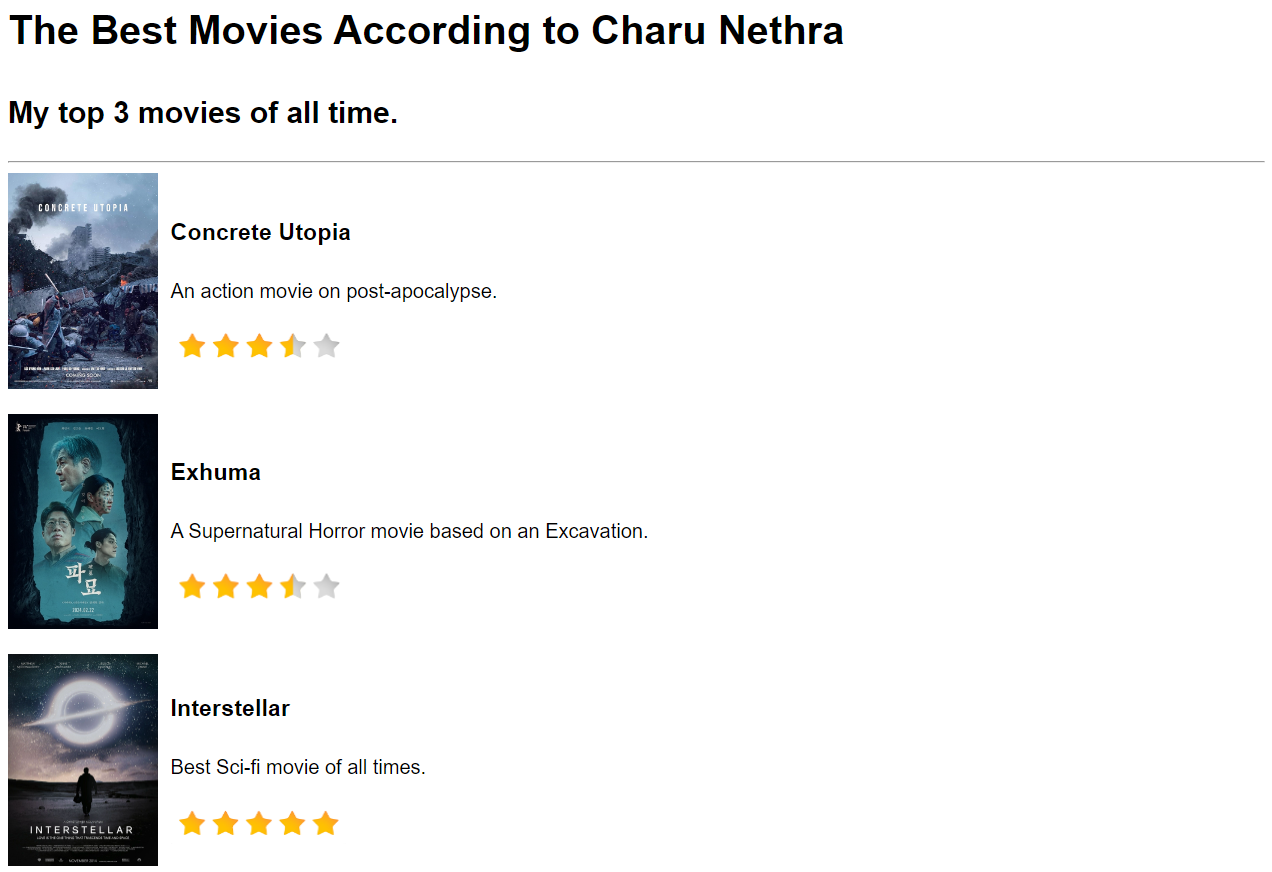 The Best Movies According to Charu Nethra
My top 3 movies of all time.
CONCRETE UTOPIA
COMING SOON
Concrete Utopia
An action movie on post-apocalypse.
파묘
2024.02.22
Exhuma
A Supernatural Horror movie based on an Excavation.
INTERSTELLAR
NOVEMBER 2014
Interstellar
Best Sci-fi movie of all times.